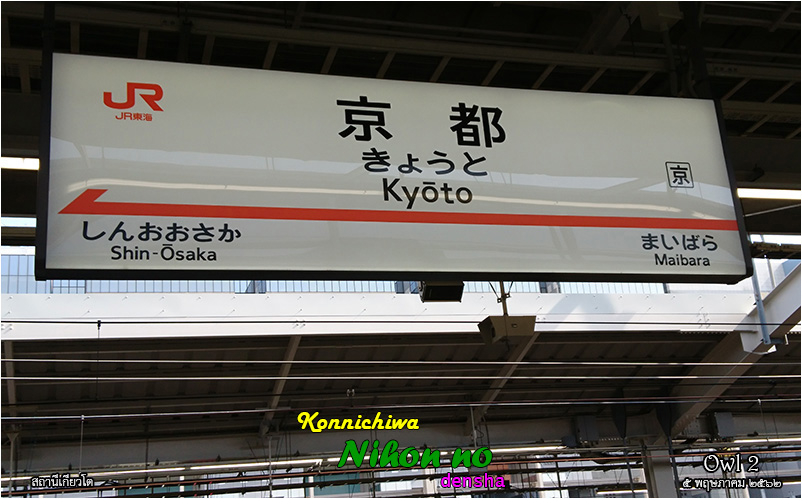 JR
JR東海
京都
きょうと
Kyōto
京
しんおおさか
Shin-Ōsaka
まいばら
Maibara
Konnichiwa
Nihon no
densha
สถานีเกียวโต
Owl 2
๕ พฤษภาคม ๒๕๖๒